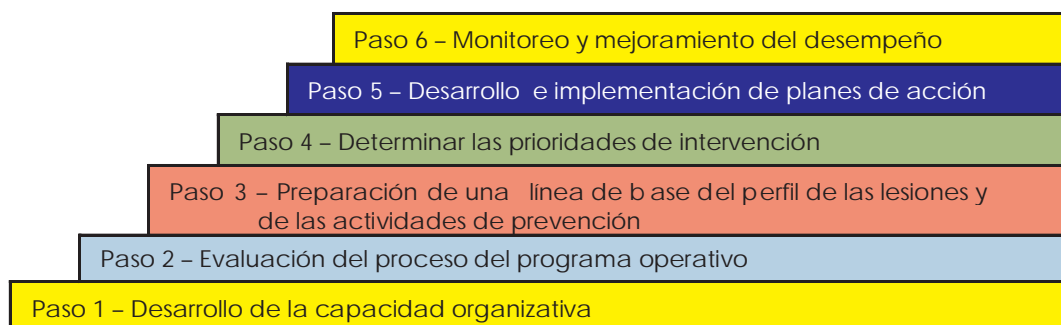 Paso 6 – Monitoreo y mejoramiento del desempeño
Paso 5 – Desarrollo e implementación de planes de acción
Paso 4 – Determinar las prioridades de intervención
Paso 3 – Preparación de una línea de base del perfil de las lesiones y
de las actividades de prevención
Paso 2 – Evaluación del proceso del programa operativo
Paso 1 – Desarrollo de la capacidad organizativa